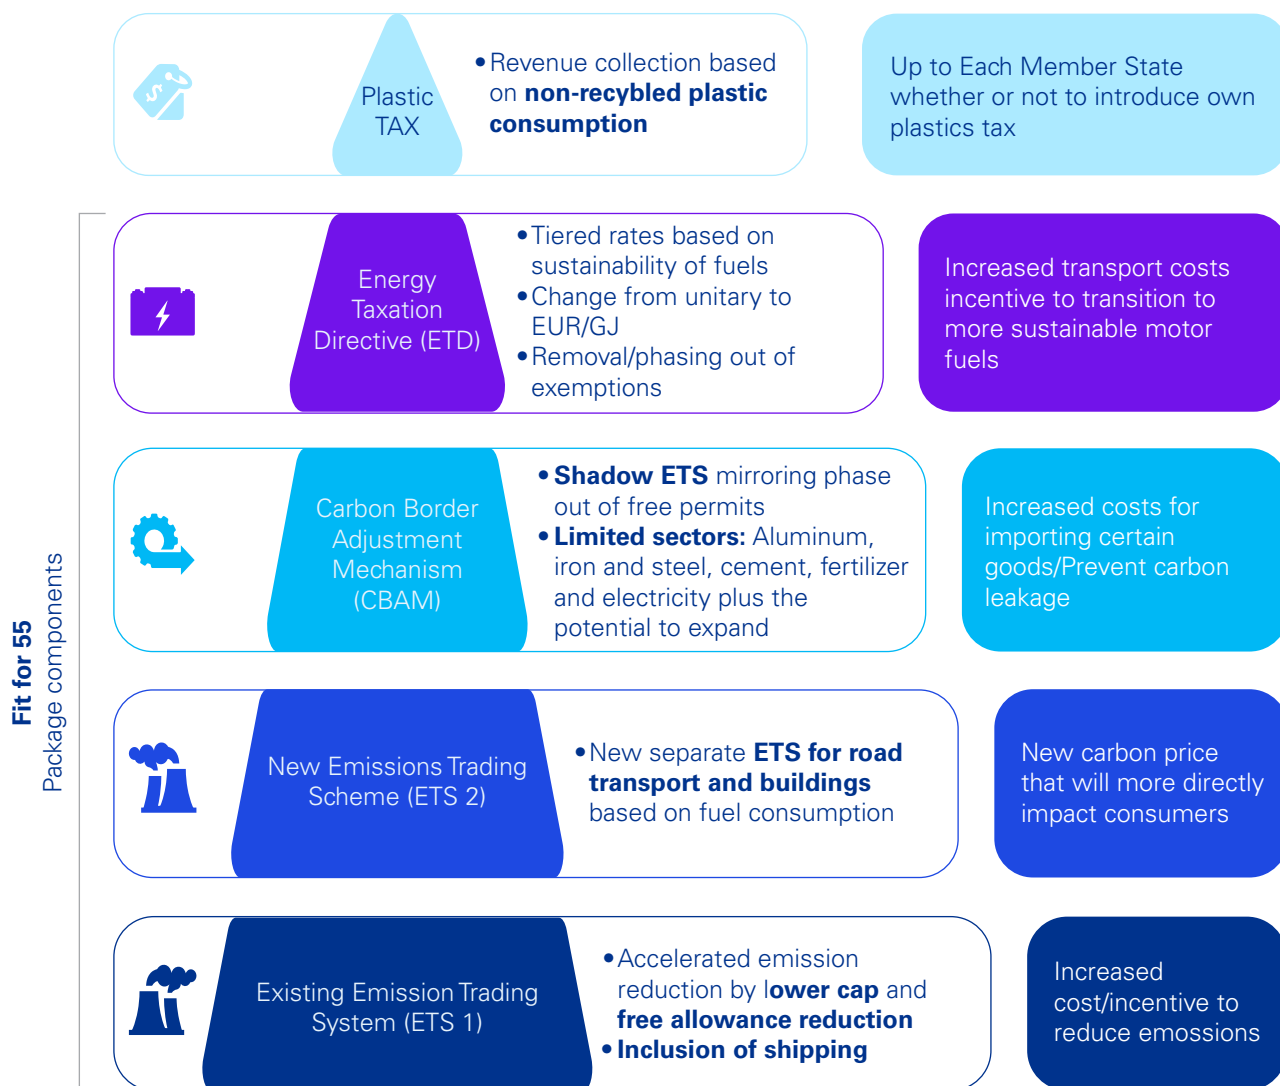 Plastic
TAX
• Revenue collection based
on non-recybled plastic
consumption
Up to Each Member State
whether or not to introduce own
plastics tax
Fit for 55
Package components
Energy
Taxation
Directive (ETD)
• Tiered rates based on
sustainability of fuels
• Change from unitary to
EUR/GJ
• Removal/phasing out of
exemptions
Increased transport costs
incentive to transition to
more sustainable motor
fuels
Carbon Border
Adjustment
Mechanism
(CBAM)
• Shadow ETS mirroring phase
out of free permits
• Limited sectors: Aluminum,
iron and steel, cement, fertilizer
and electricity plus the
potential to expand
Increased costs for
importing certain
goods/Prevent carbon
leakage
New Emissions Trading
Scheme (ETS 2)
• New separate ETS for road
transport and buildings
based on fuel consumption
New carbon price
that will more directly
impact consumers
Existing Emission Trading
System (ETS 1)
• Accelerated emission
reduction by lower cap and
free allowance reduction
• Inclusion of shipping
Increased
cost/incentive to
reduce emossions